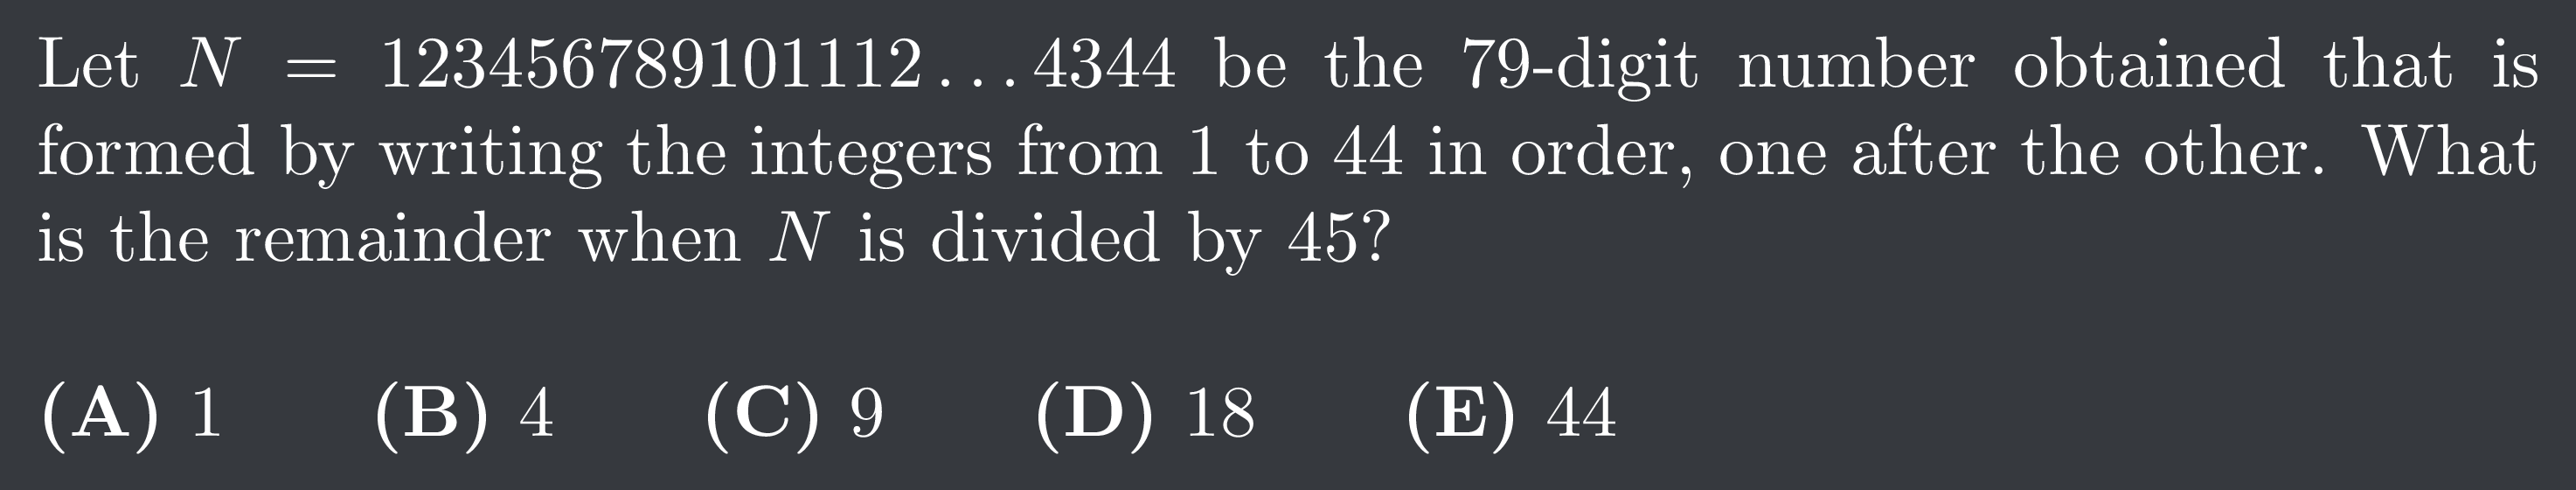 Let N = 123456789101112...4344 be the 79-digit number obtained that is
formed by writing the integers from 1 to 44 in order, one after the other. What
is the remainder when N is divided by 45?
(A) 1 (B) 4 (C) 9 (D) 18 (E) 44